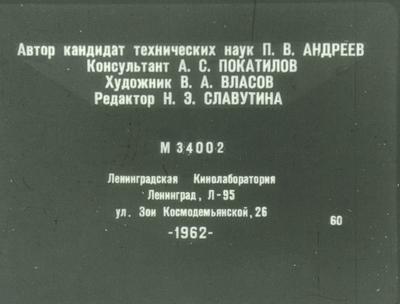 Автор кандидат технических наук П. В. АНДРЕЕВ
Консультант А. С. ПОКАТИЛОВ
Художник В. А. ВЛАСОВ
Редактор Н. Э. СЛАВУТИНА
М 34002
Ленинградская Кинолаборатория
Ленинград, Л-95
ул. Зои Космодемьянской, 26
60
-1962-